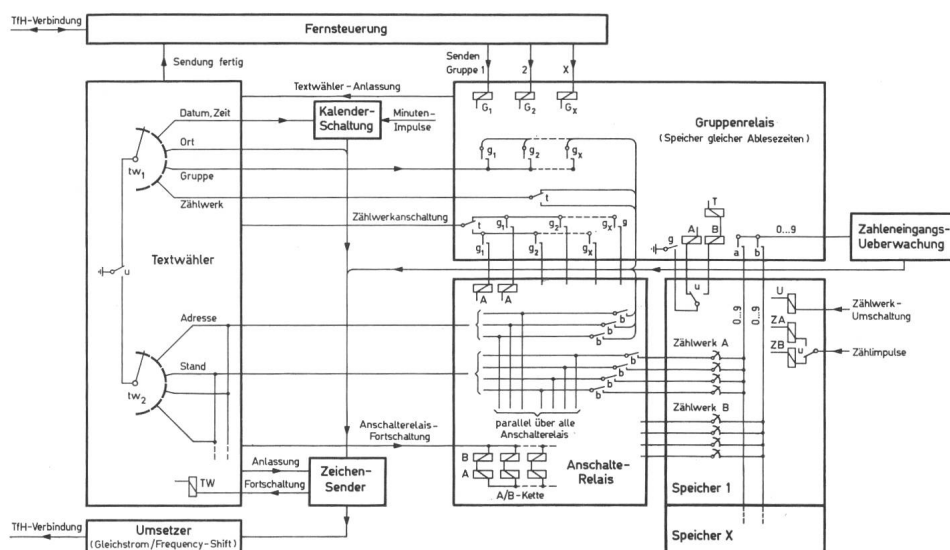 TfH-Verbindung
Fernsteuerung
Sendung fertig
Senden
Gruppe 1
2
X
Textwähler-Anlassung
G1
G2
GX
Datum, Zeit
Kalender-
Schaltung
Minuten-
Impulse
Gruppenrelais
(Speicher gleicher Ablesezeiten)
Ort
tw1
g1
g2
gX
Gruppe
Zählwerk
t
T
Zählwerkanschaltung
t
g1
g2
gX
g
g1
g2
gX
g
A
B
a
b
0...9
Zahleneingangs-
Ueberwachung
Textwähler
u
A
A
u
0...9
0...9
U
Zählwerk-
Umschaltung
Adresse
b
b
b
ZA
ZB
u
Zählimpulse
Stand
b
b
b
b
Zählwerk A
tw2
Zählwerk B
parallel über alle
Anschalterelais
Anschalterelais-
Fortschaltung
Anlassung
Zeichen-
Sender
Fortschaltung
TW
B
A
A/B-Kette
Anschalte-
Relais
Speicher 1
TfH-Verbindung
Umsetzer
(Gleichstrom/Frequency-Shift)
Speicher X